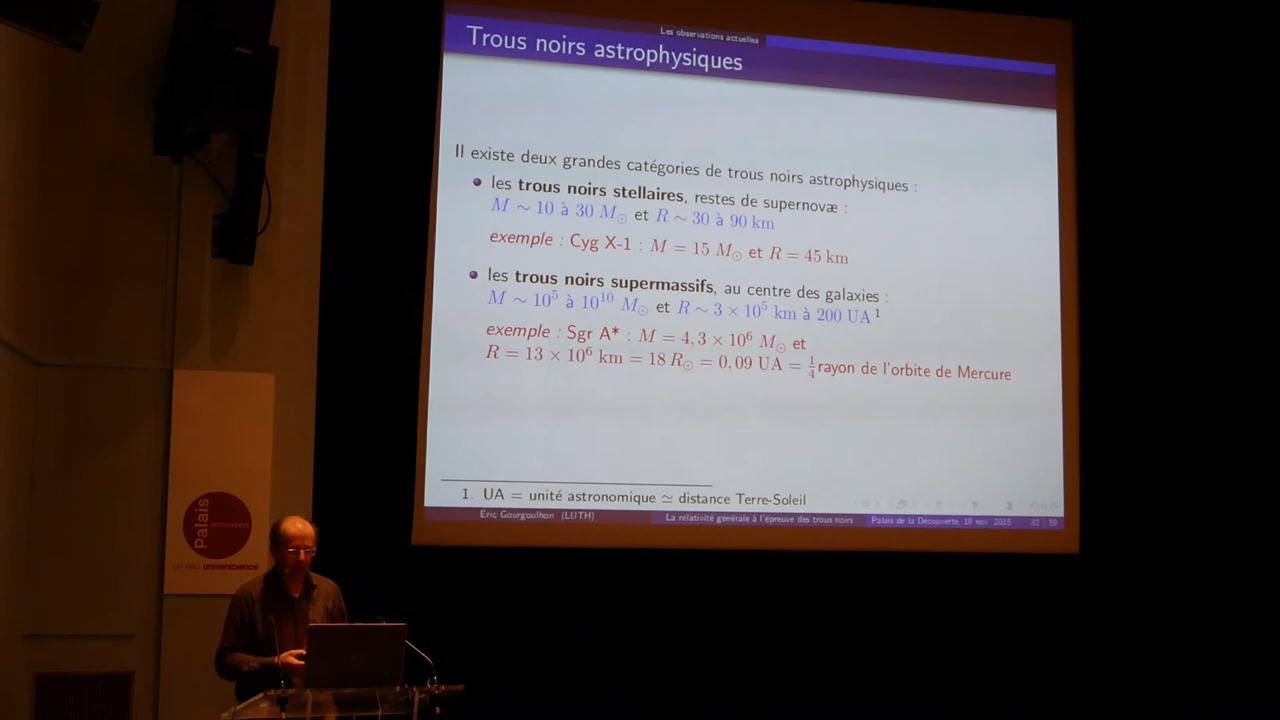 Les observations actuelles
Trous noirs astrophysiques
Il existe deux grandes catégories de trous noirs astrophysiques :
les trous noirs stellaires, restes de supernovæ :
M ∼ 10 à 30 M☉ et R ∼ 30 à 90 km
exemple : Cyg X-1 : M = 15 M☉ et R = 45 km
les trous noirs supermassifs, au centre des galaxies :
M ∼ 10⁵ à 10¹⁰ M☉ et R ∼ 3 × 10⁵ km à 200 UA ¹
exemple : Sgr A* : M = 4,3 × 10⁶ M☉ et
R = 13 × 10⁶ km = 18 R☉ = 0,09 UA = 1/4 rayon de l'orbite de Mercure
1. UA = unité astronomique ≃ distance Terre-Soleil
Éric Gourgoulhon (LUTH) La relativité générale à l'épreuve des trous noirs Palais de la Découverte, 19 nov. 2015 32 59
Palais
DÉCOUVERTE
universcience